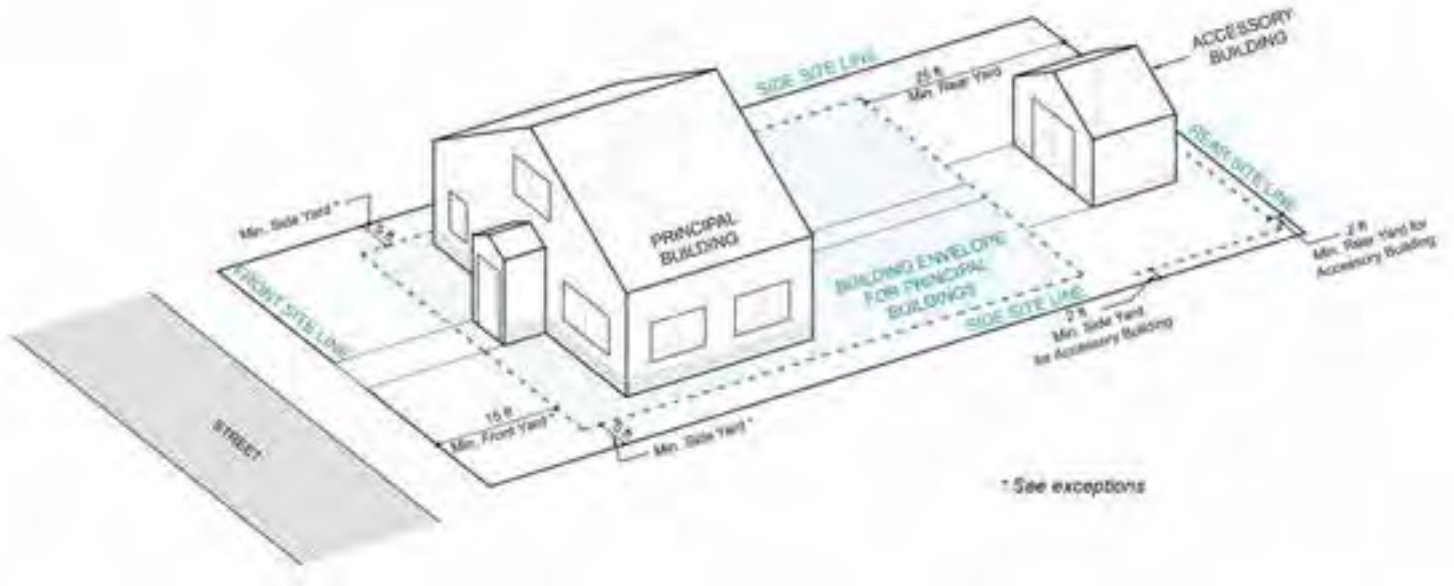 ACCESSORY
BUILDING
SIDE SITE LINE
25 ft
Min. Rear Yard
REAR SITE LINE
Min. Side Yard *
ft
PRINCIPAL
BUILDING
2 ft
Min. Rear Yard for
Accessory Building
BUILDING ENVELOPE
FOR PRINCIPAL
BUILDINGS
FRONT SITE LINE
SIDE SITE LINE
2 ft
Min. Side Yard
for Accessory Building
15 ft
Min. Front Yard *
ft
Min. Side Yard *
STREET
* See exceptions